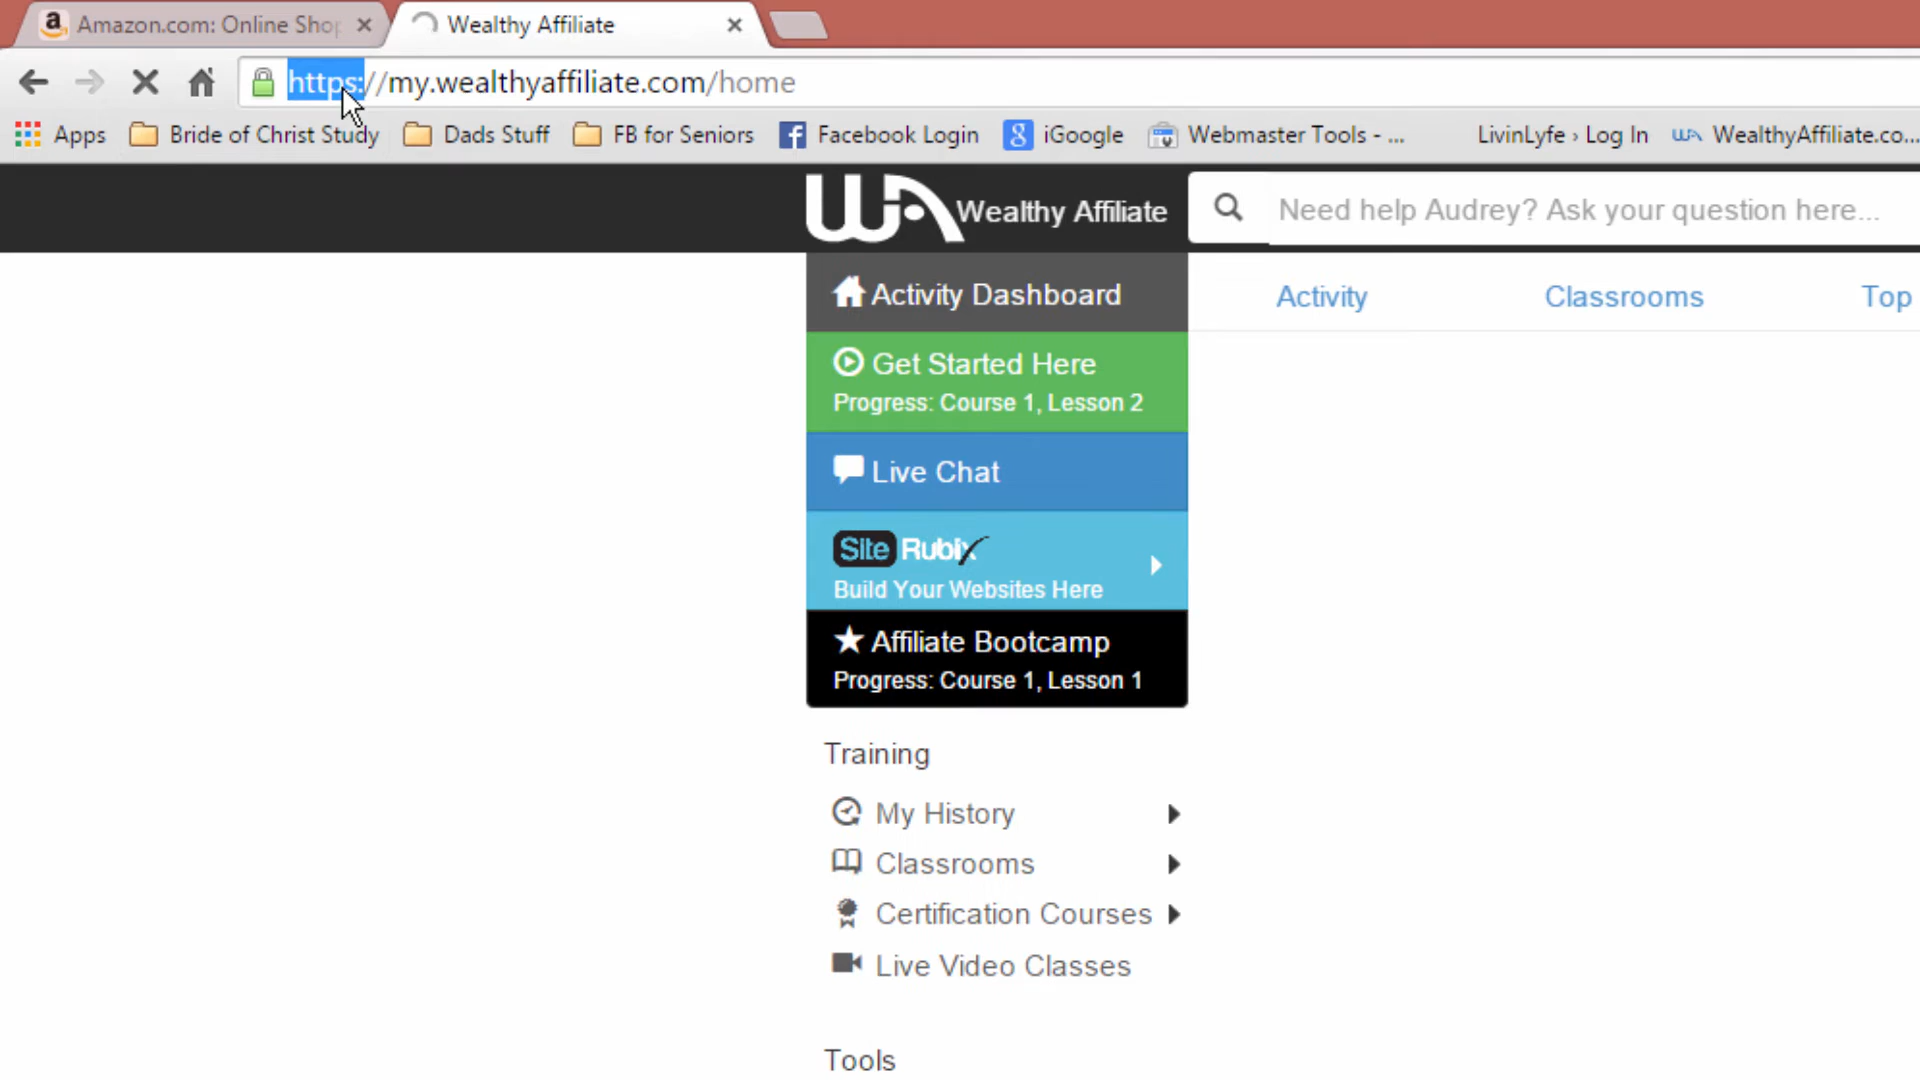 Amazon.com: Online Shop
Wealthy Affiliate
https://my.wealthyaffiliate.com/home
Apps Bride of Christ Study Dads Stuff FB for Seniors Facebook Login iGoogle Webmaster Tools - ... LivinLyfe › Log In WealthyAffiliate.co...
WA Wealthy Affiliate
Need help Audrey? Ask your question here...
Activity Dashboard
Activity Classrooms Top
Get Started Here
Progress: Course 1, Lesson 2
Live Chat
Site Rubix
Build Your Websites Here
Affiliate Bootcamp
Progress: Course 1, Lesson 1
Training
My History
Classrooms
Certification Courses
Live Video Classes
Tools